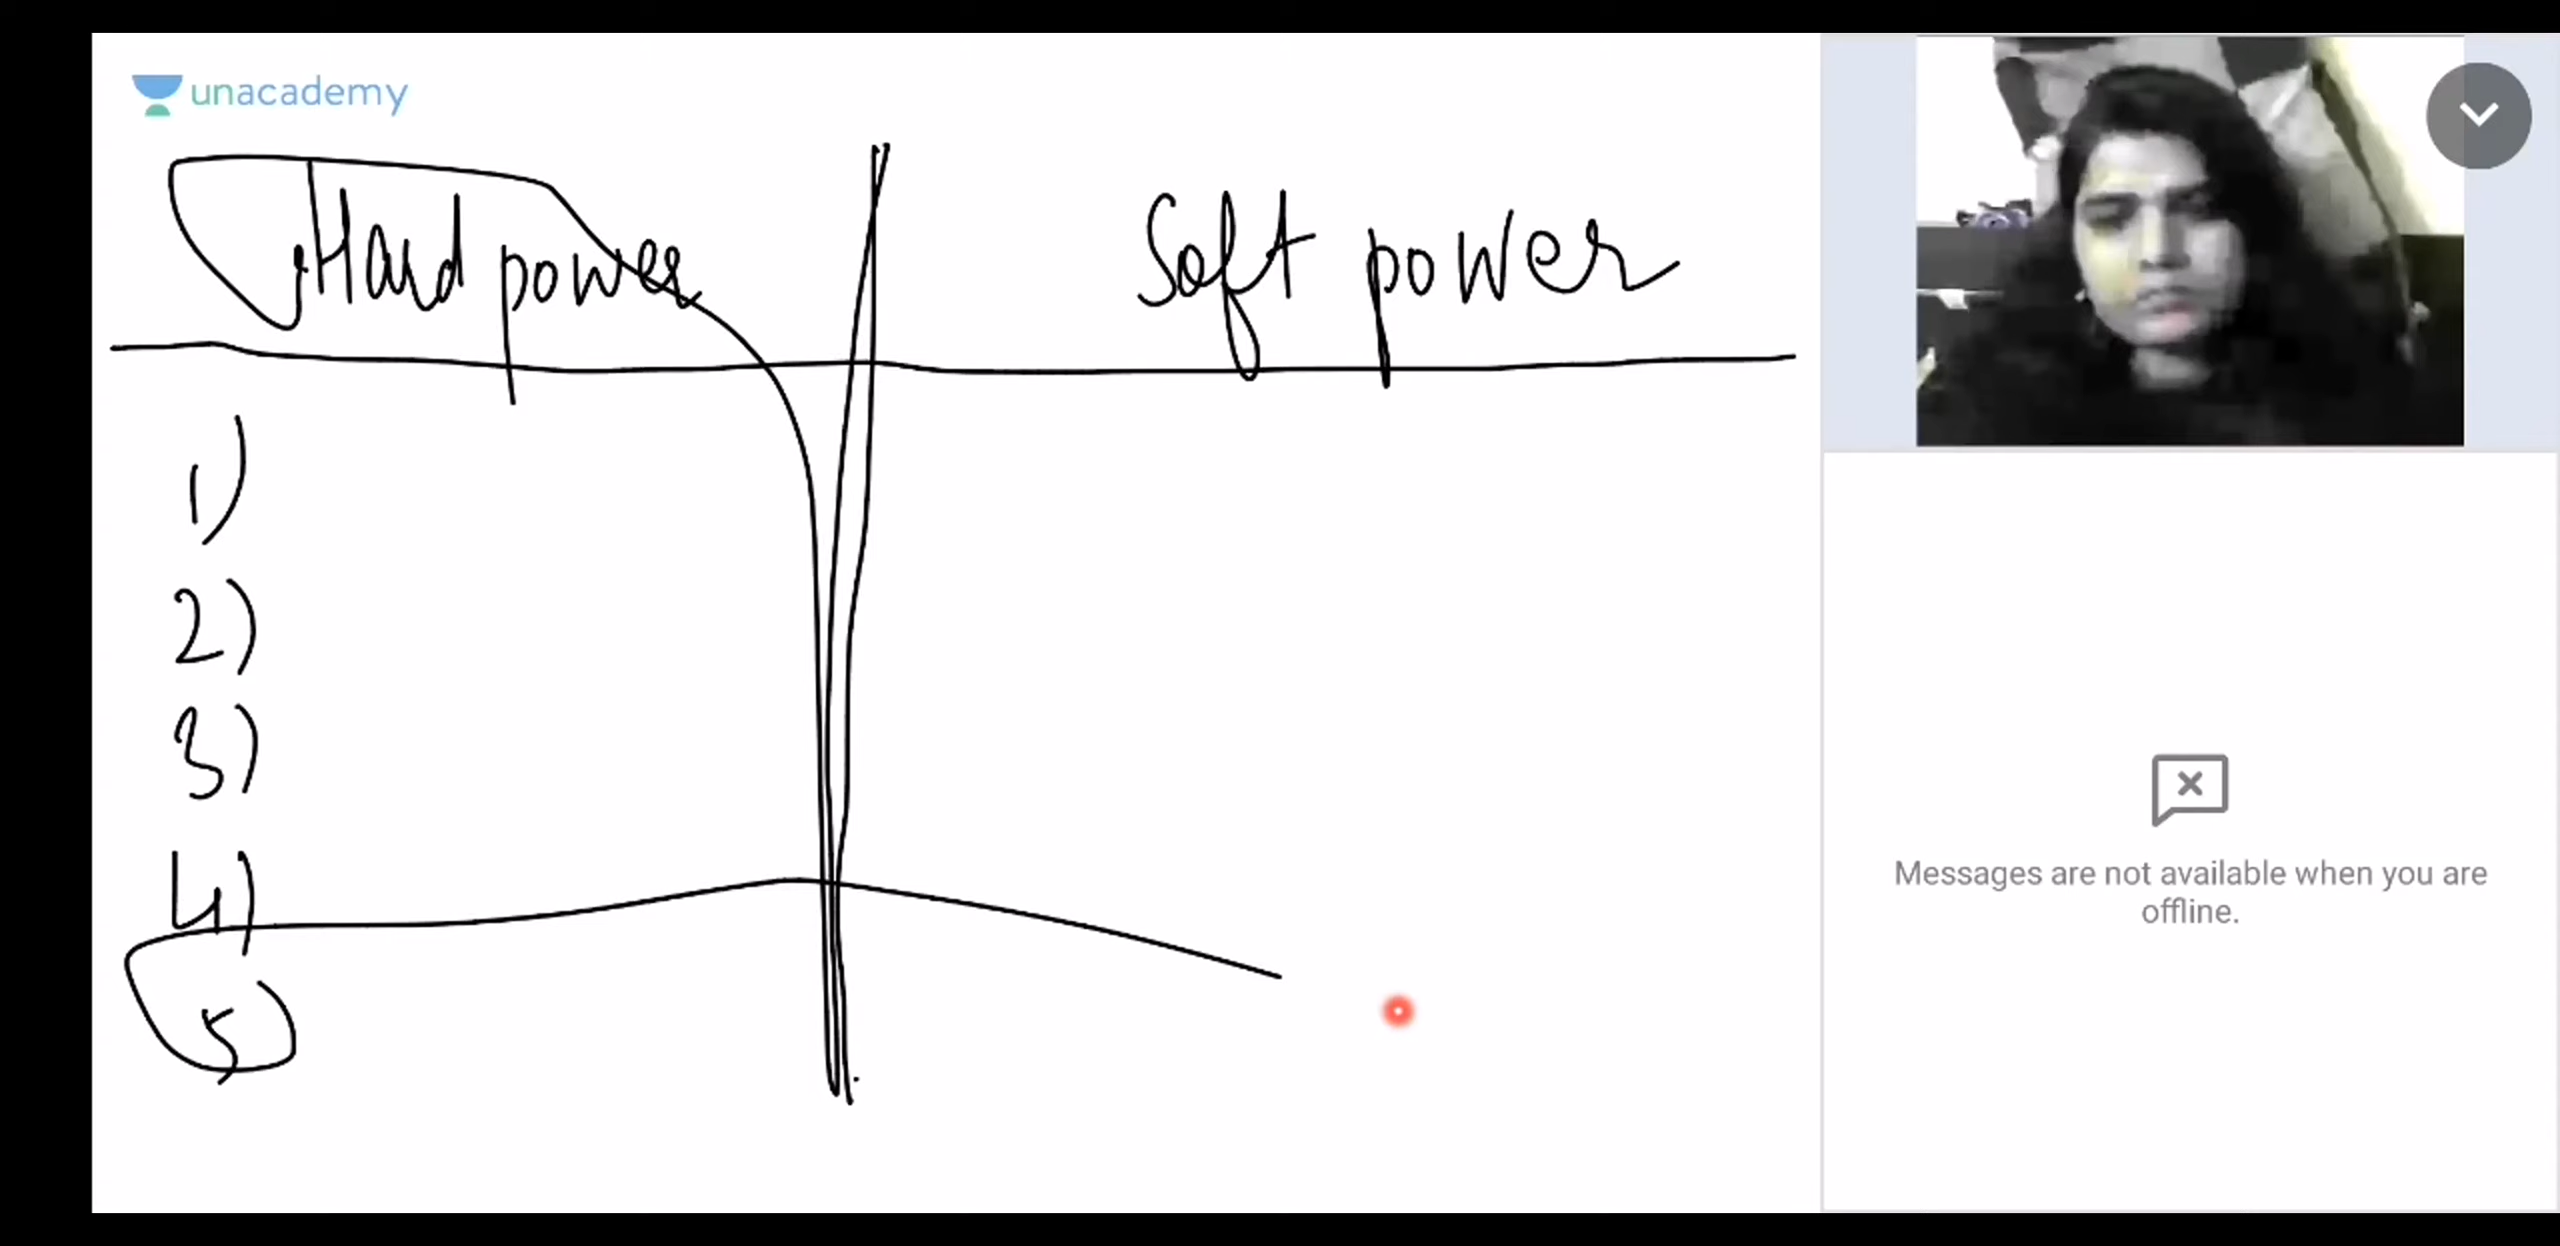 unacademy
Hard power
Soft power
1)
2)
3)
4)
5)
Messages are not available when you are
offline.